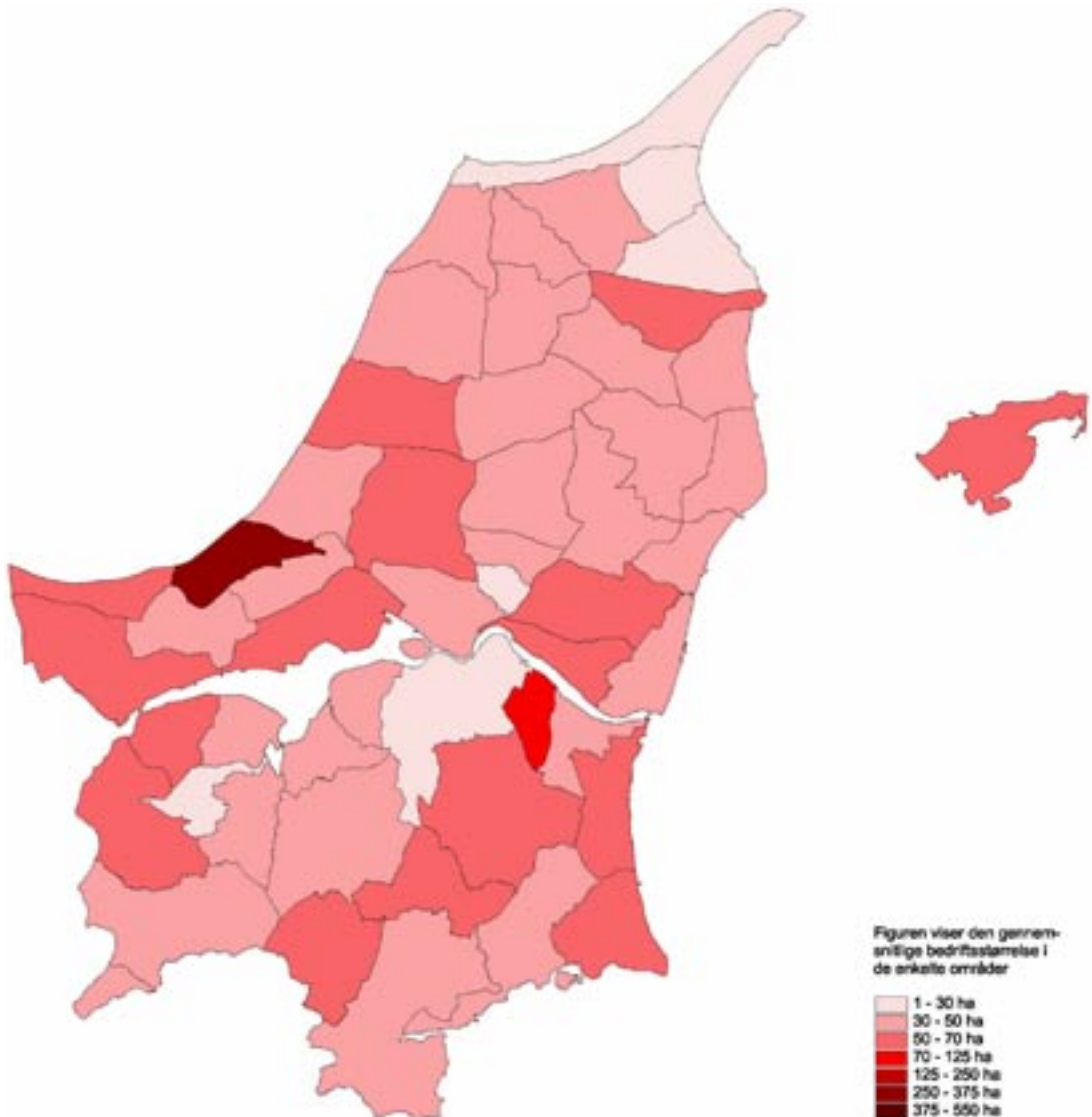 Figuren viser den gennem-
snitlige bedriftsstørrelse i
de enkelte områder
1 - 30 ha
30 - 50 ha
50 - 70 ha
70 - 125 ha
125 - 250 ha
250 - 375 ha
375 - 550 ha